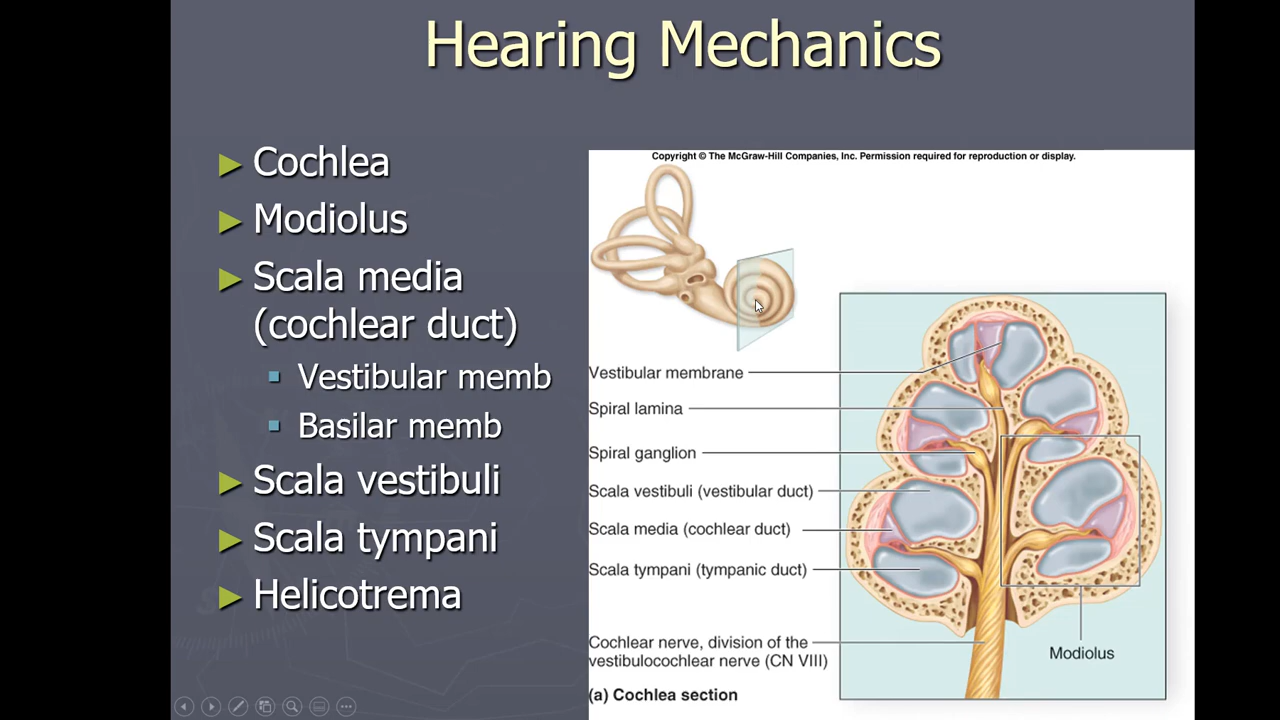 Hearing Mechanics
Cochlea
Modiolus
Scala media
(cochlear duct)
Vestibular memb
Basilar memb
Scala vestibuli
Scala tympani
Helicotrema
Copyright © The McGraw-Hill Companies, Inc. Permission required for reproduction or display.
Vestibular membrane
Spiral lamina
Spiral ganglion
Scala vestibuli (vestibular duct)
Scala media (cochlear duct)
Scala tympani (tympanic duct)
Cochlear nerve, division of the
vestibulocochlear nerve (CN VIII)
Modiolus
(a) Cochlea section